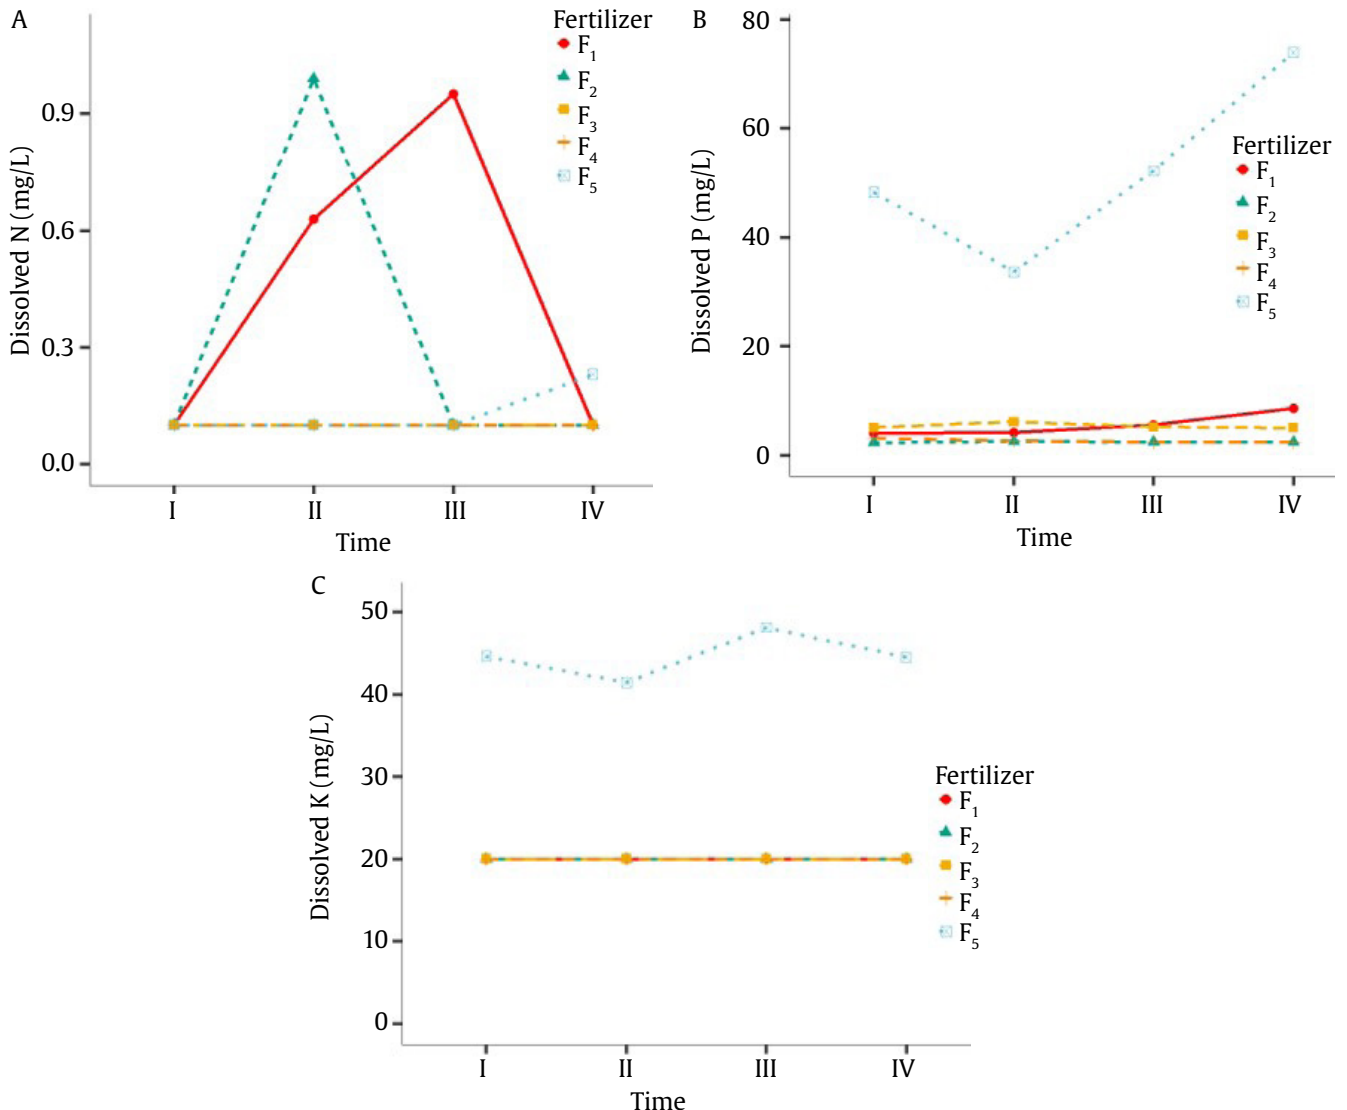 A
Fertilizer
F1
F2
F3
F4
F5
Dissolved N (mg/L)
0.9
0.6
0.3
0.0
I II III IV
Time
B
Fertilizer
F1
F2
F3
F4
F5
Dissolved P (mg/L)
80
60
40
20
0
I II III IV
Time
C
Fertilizer
F1
F2
F3
F4
F5
Dissolved K (mg/L)
50
40
30
20
10
0
I II III IV
Time